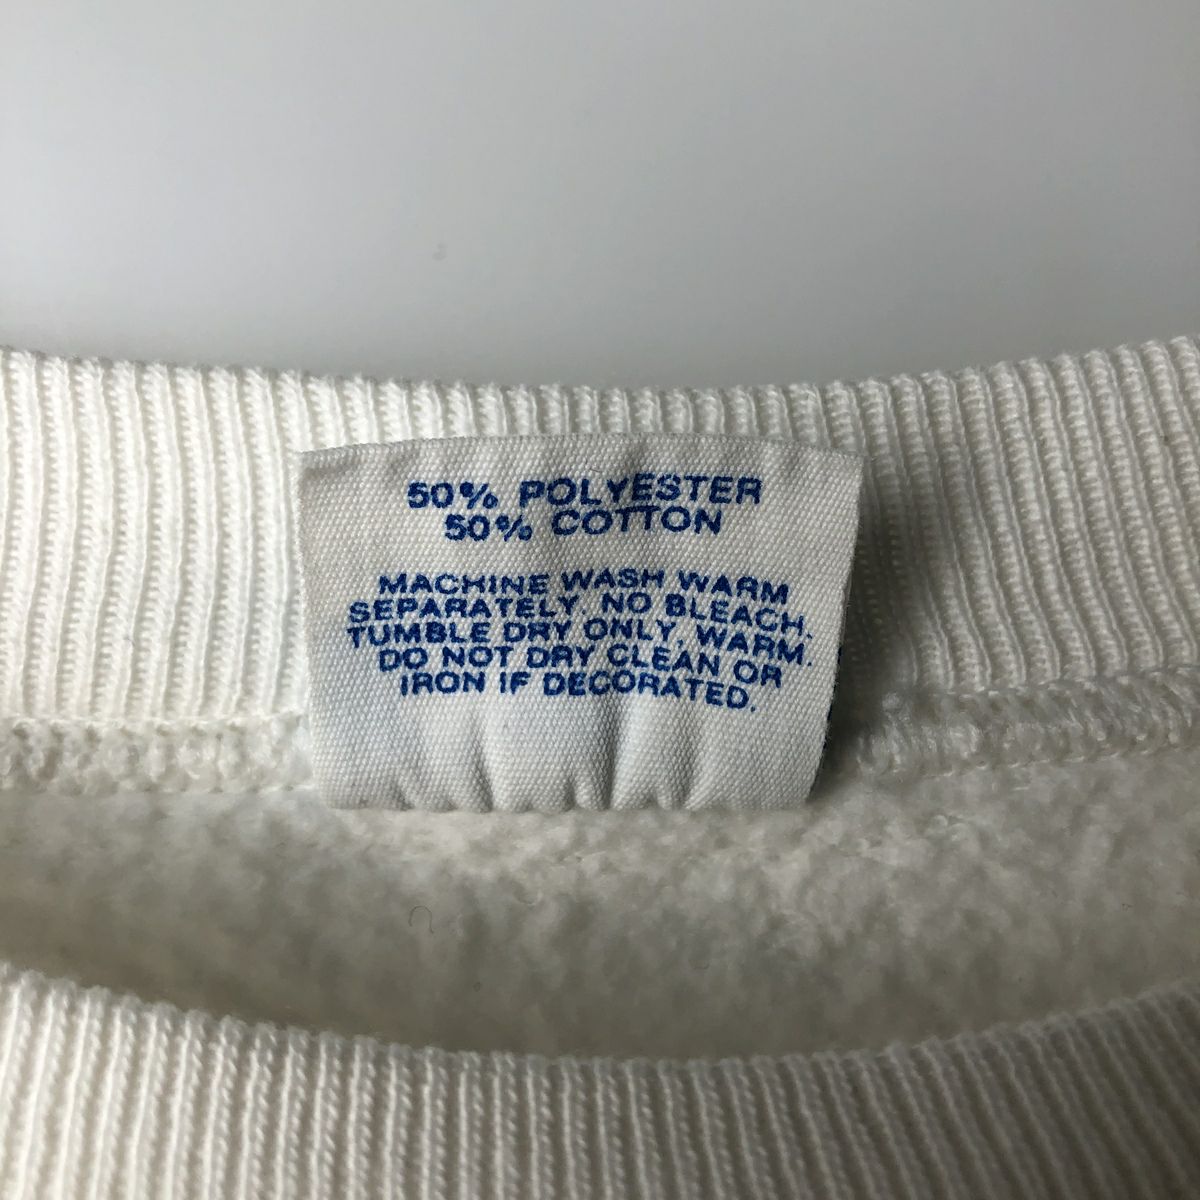 50% POLYESTER
50% COTTON
MACHINE WASH WARM
SEPARATELY. NO BLEACH.
TUMBLE DRY ONLY, WARM.
DO NOT DRY CLEAN OR
IRON IF DECORATED.